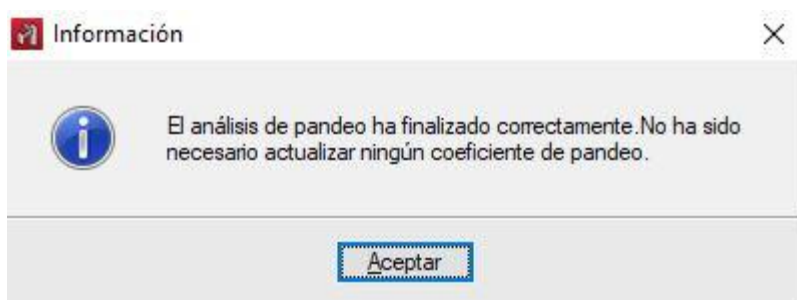 Información
El análisis de pandeo ha finalizado correctamente.No ha sido
necesario actualizar ningún coeficiente de pandeo.
Aceptar